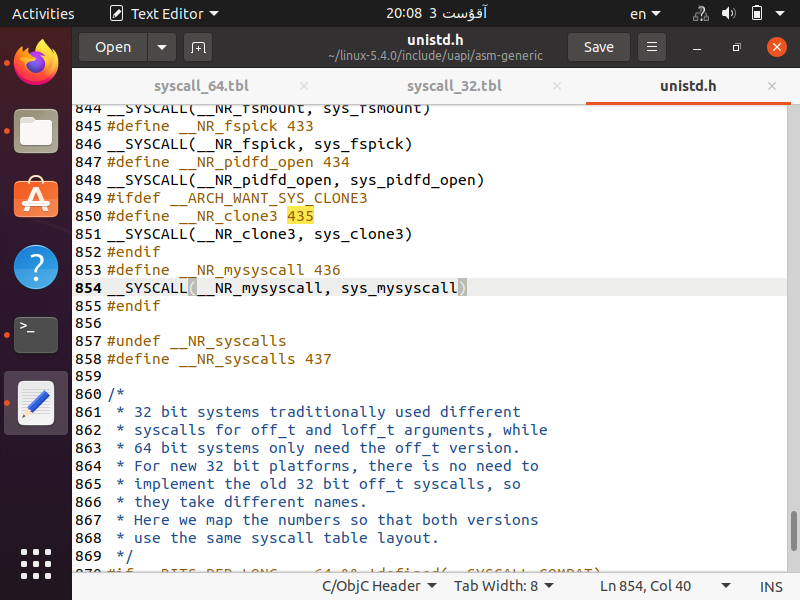 Activities
Text Editor
20:08 3 آقۇست
en
Open
unistd.h
~/linux-5.4.0/include/uapi/asm-generic
Save
syscall_64.tbl
syscall_32.tbl
unistd.h
844 __SYSCALL(__NR_fsmount, sys_fsmount)
845 #define __NR_fspick 433
846 __SYSCALL(__NR_fspick, sys_fspick)
847 #define __NR_pidfd_open 434
848 __SYSCALL(__NR_pidfd_open, sys_pidfd_open)
849 #ifdef __ARCH_WANT_SYS_CLONE3
850 #define __NR_clone3 435
851 __SYSCALL(__NR_clone3, sys_clone3)
852 #endif
853 #define __NR_mysyscall 436
854 __SYSCALL(__NR_mysyscall, sys_mysyscall)
855 #endif
856
857 #undef __NR_syscalls
858 #define __NR_syscalls 437
859
860 /*
861 * 32 bit systems traditionally used different
862 * syscalls for off_t and loff_t arguments, while
863 * 64 bit systems only need the off_t version.
864 * For new 32 bit platforms, there is no need to
865 * implement the old 32 bit off_t syscalls, so
866 * they take different names.
867 * Here we map the numbers so that both versions
868 * use the same syscall table layout.
869 */
C/ObjC Header
Tab Width: 8
Ln 854, Col 40
INS